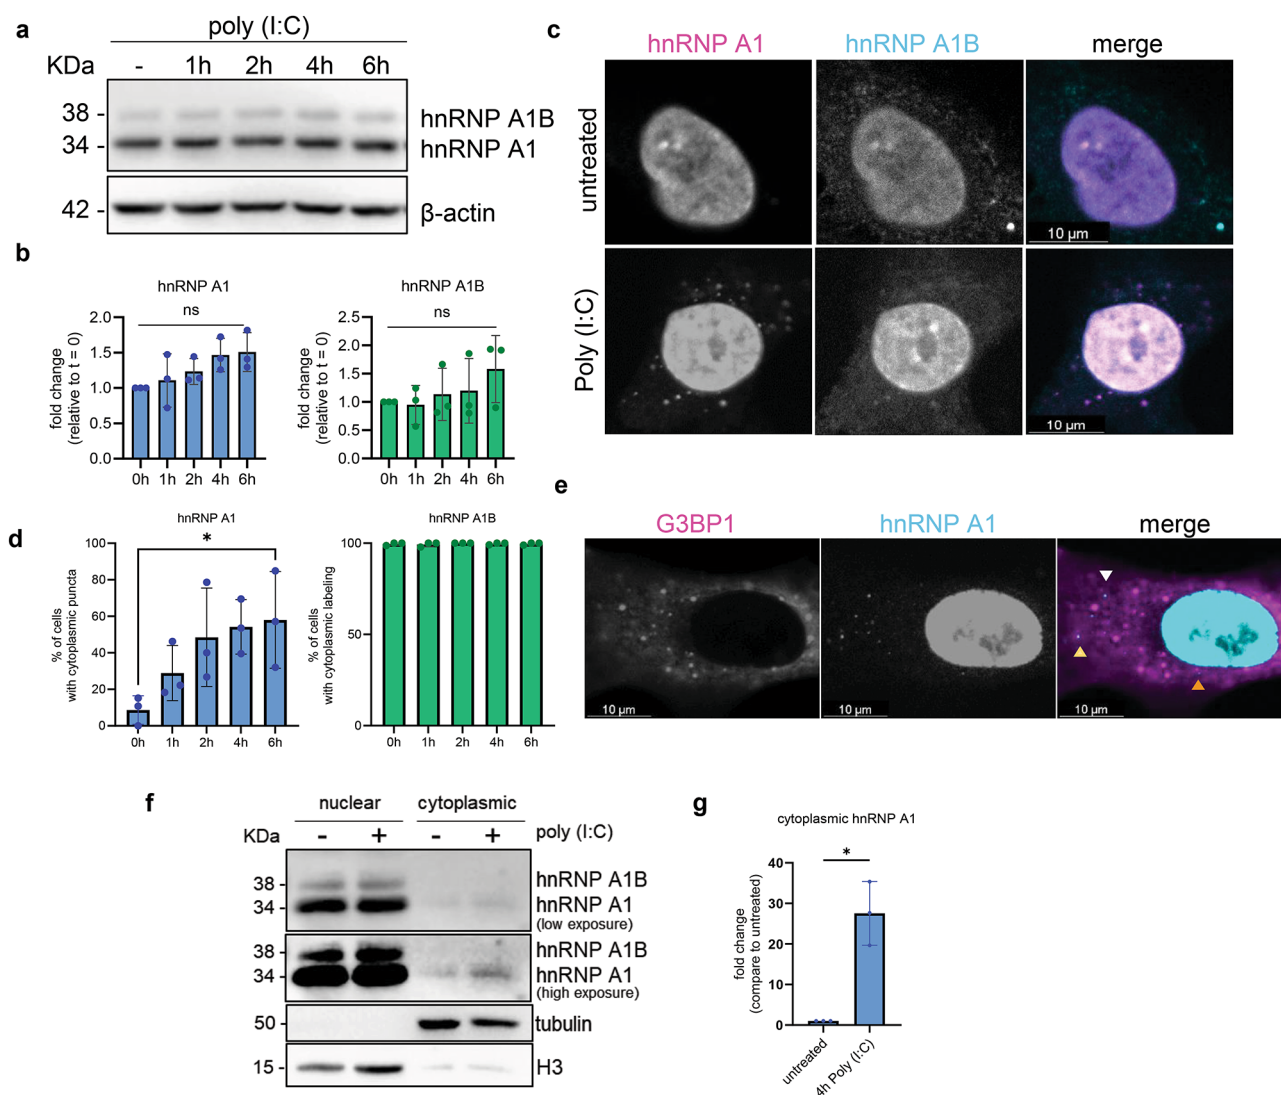 a
poly (I:C)
KDa - 1h 2h 4h 6h
38 - hnRNP A1B
34 - hnRNP A1
42 - β-actin
b
hnRNP A1
ns
fold change
(relative to t = 0)
2.0
1.5
1.0
0.5
0.0
0h 1h 2h 4h 6h
hnRNP A1B
ns
fold change
(relative to t = 0)
2.5
2.0
1.5
1.0
0.5
0.0
0h 1h 2h 4h 6h
c
hnRNP A1 hnRNP A1B merge
untreated
10 µm
Poly (I:C)
10 µm
d
hnRNP A1
*
% of cells
with cytoplasmic puncta
100
80
60
40
20
0
0h 1h 2h 4h 6h
hnRNP A1B
% of cells
with cytoplasmic labeling
100
50
0
0h 1h 2h 4h 6h
e
G3BP1 hnRNP A1 merge
10 µm 10 µm 10 µm
f
nuclear cytoplasmic
KDa - + - + poly (I:C)
38 - hnRNP A1B
34 - hnRNP A1
(low exposure)
38 - hnRNP A1B
34 - hnRNP A1
(high exposure)
50 - tubulin
15 - H3
g
cytoplasmic hnRNP A1
*
fold change
(compare to untreated)
40
30
20
10
0
untreated
4h Poly (I:C)